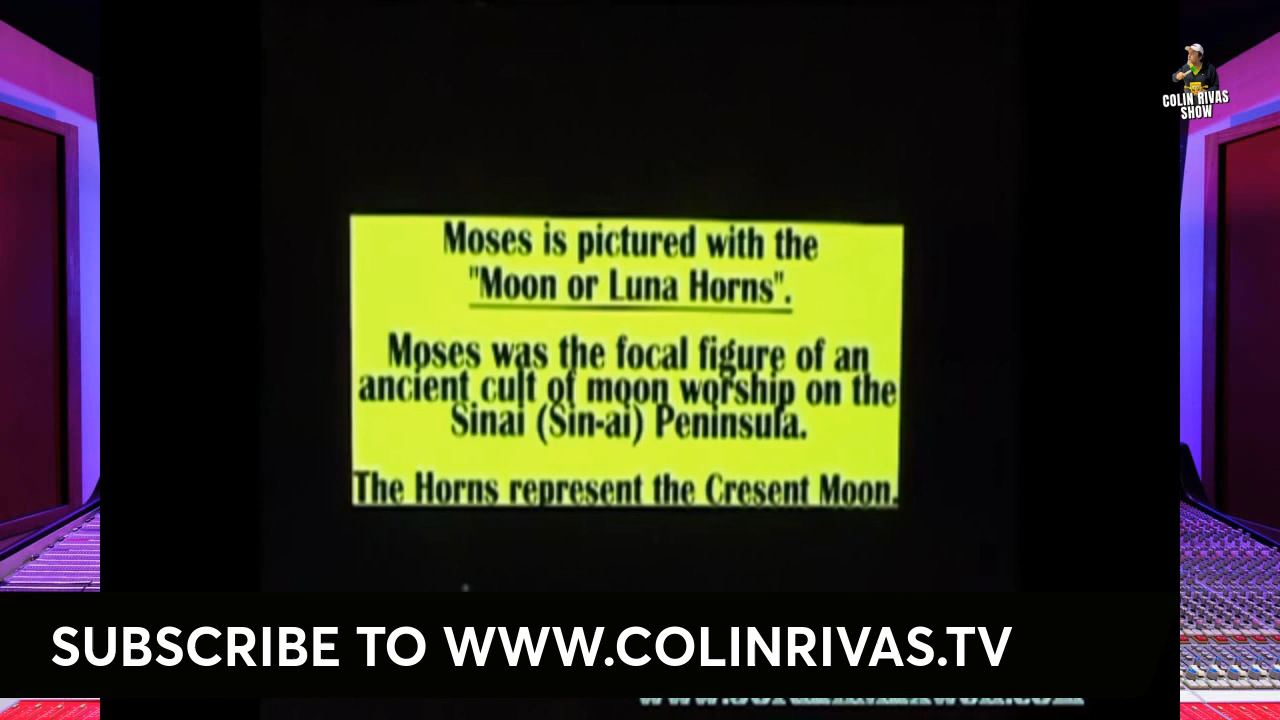 COLIN RIVAS
SHOW
Moses is pictured with the
"Moon or Luna Horns".
Moses was the focal figure of an
ancient cult of moon worship on the
Sinai (Sin-ai) Peninsula.
The Horns represent the Cresent Moon.
SUBSCRIBE TO WWW.COLINRIVAS.TV